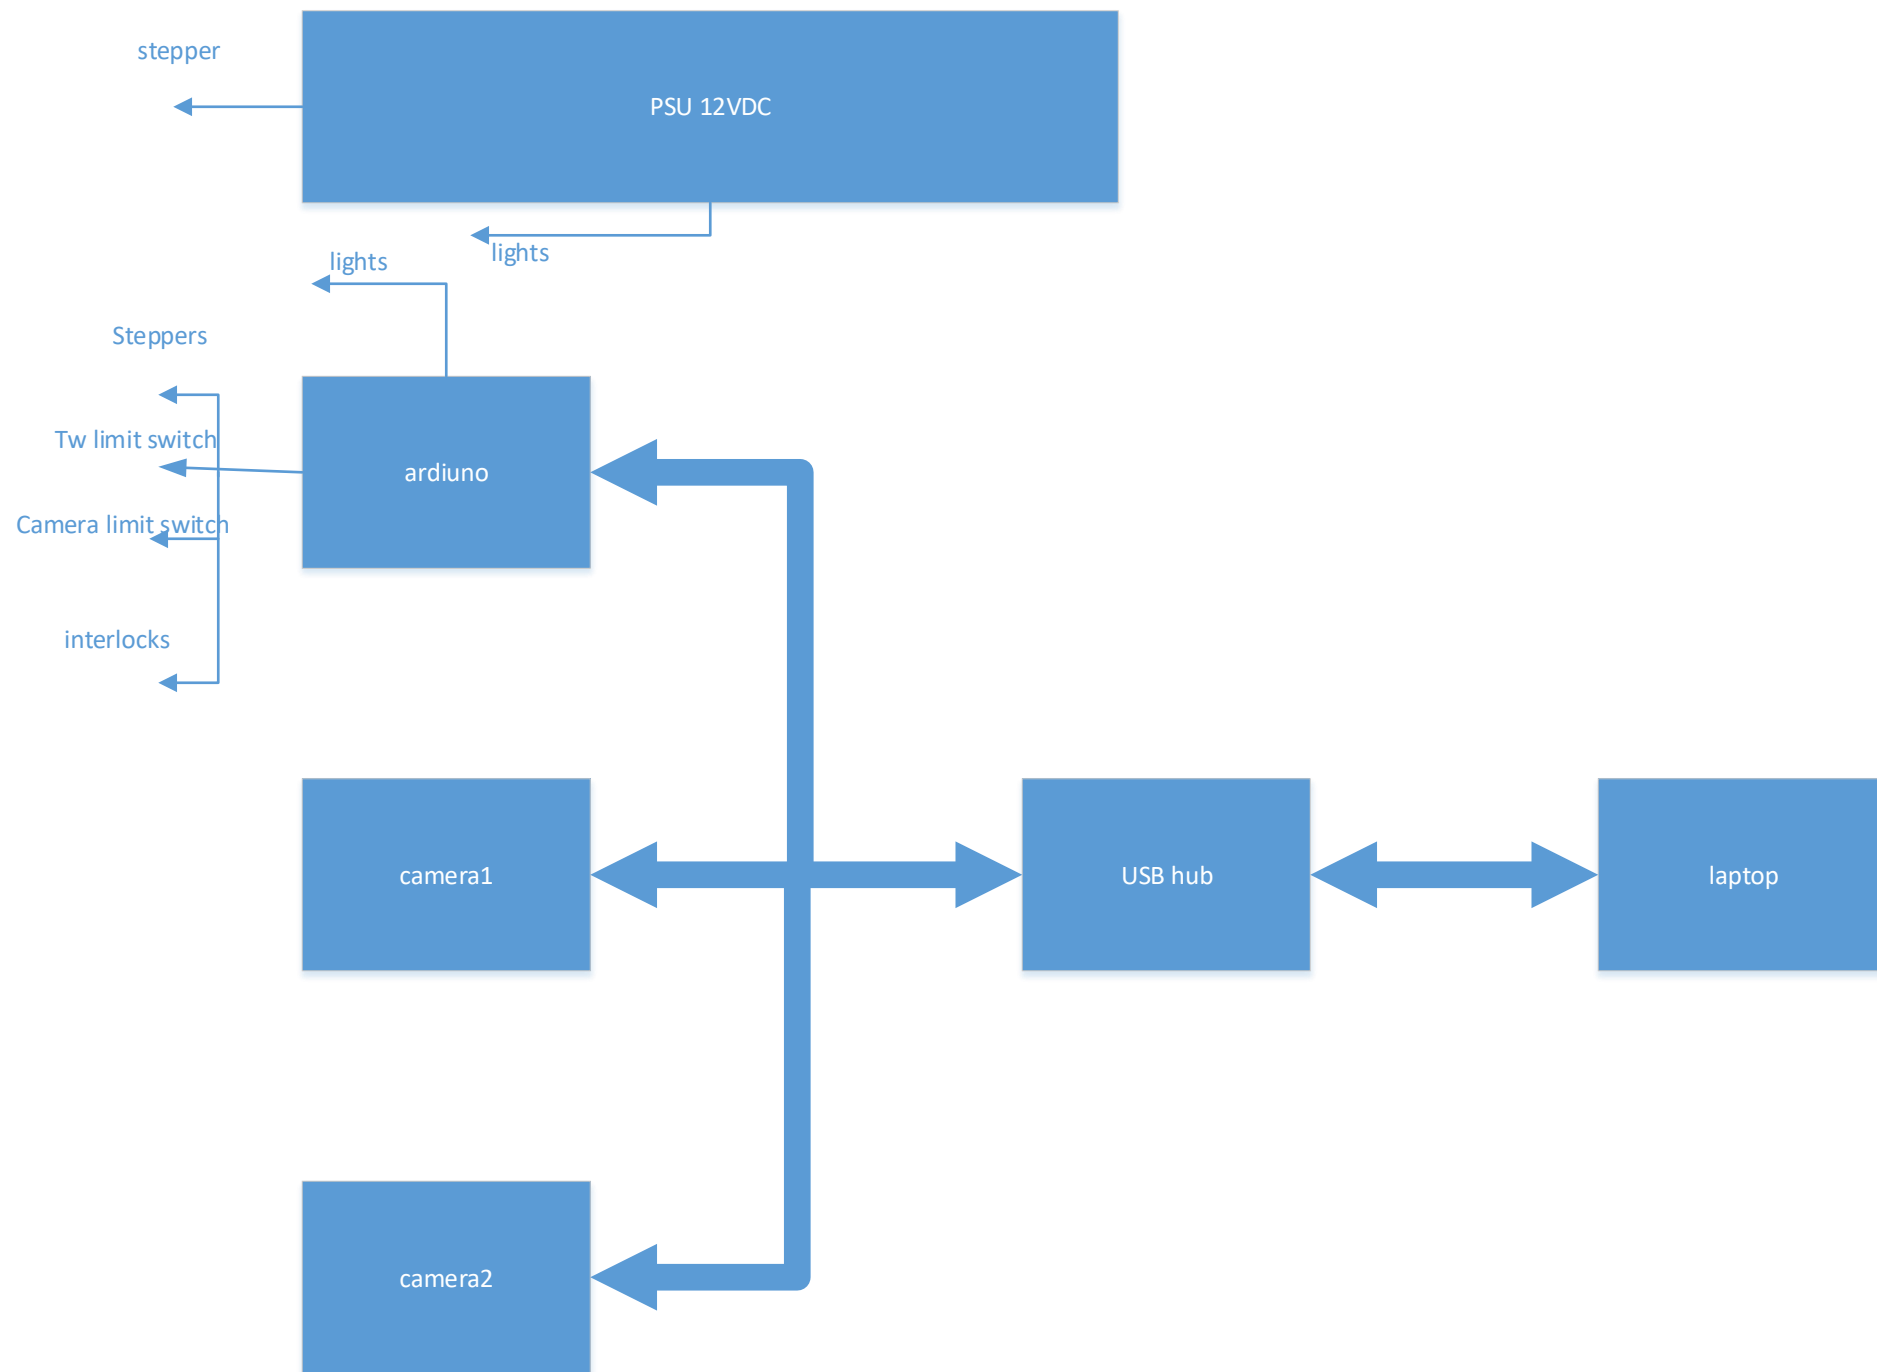 stepper
PSU 12VDC
lights
lights
Steppers
Tw limit switch
ardiuno
Camera limit switch
interlocks
camera1
USB hub
laptop
camera2